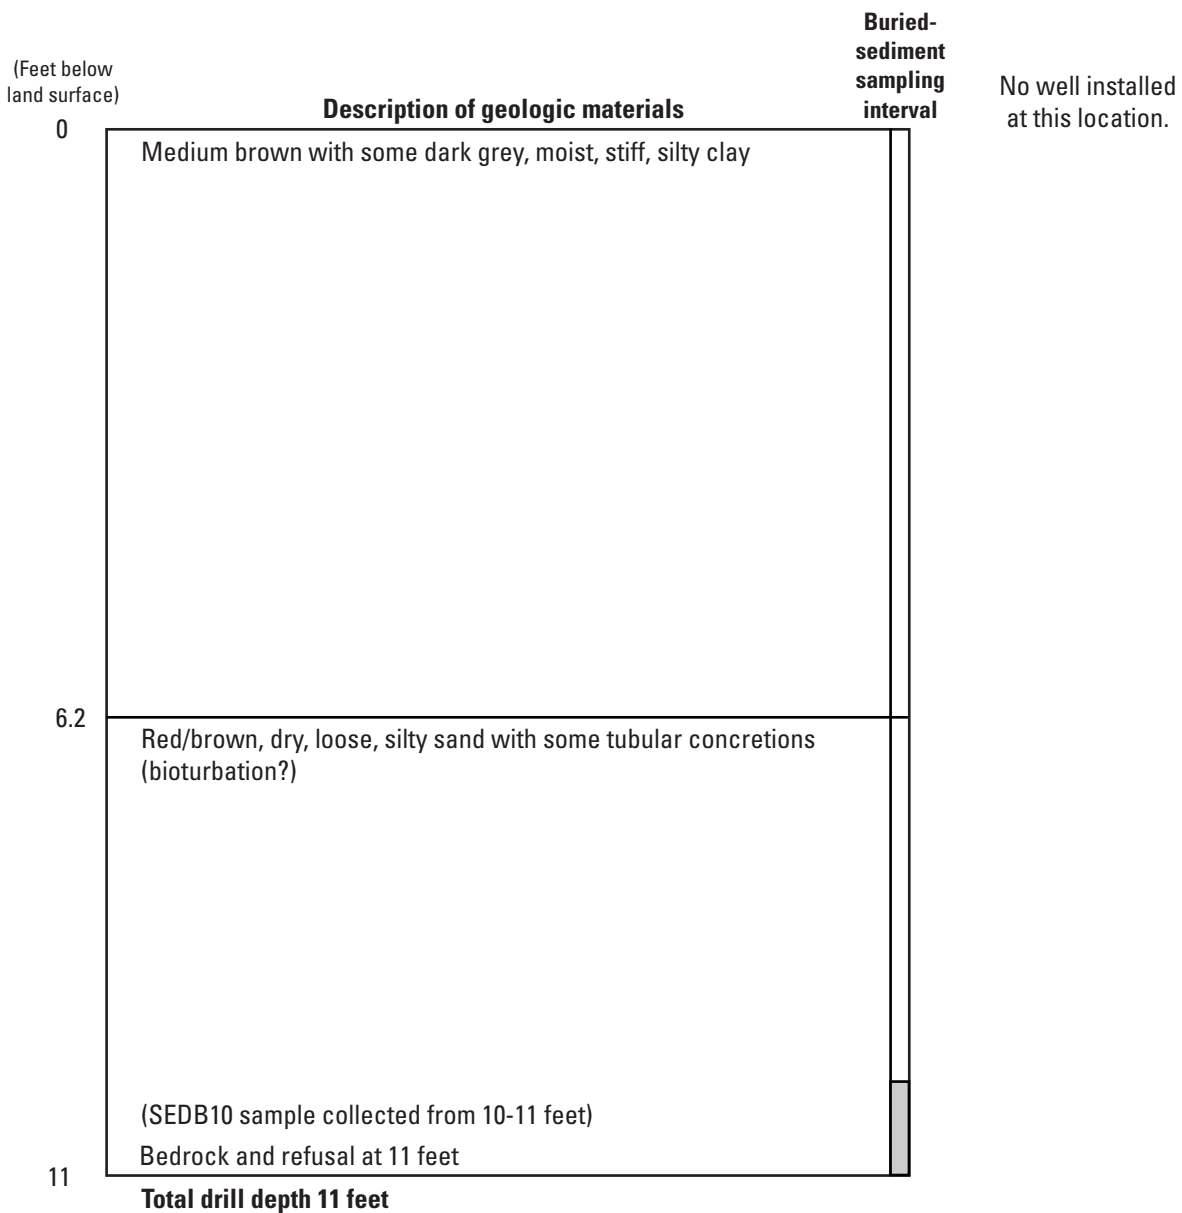 (Feet below
land surface)
Description of geologic materials
Buried-
sediment
sampling
interval
No well installed
at this location.
0
Medium brown with some dark grey, moist, stiff, silty clay
6.2
Red/brown, dry, loose, silty sand with some tubular concretions
(bioturbation?)
(SEDB10 sample collected from 10-11 feet)
Bedrock and refusal at 11 feet
11
Total drill depth 11 feet